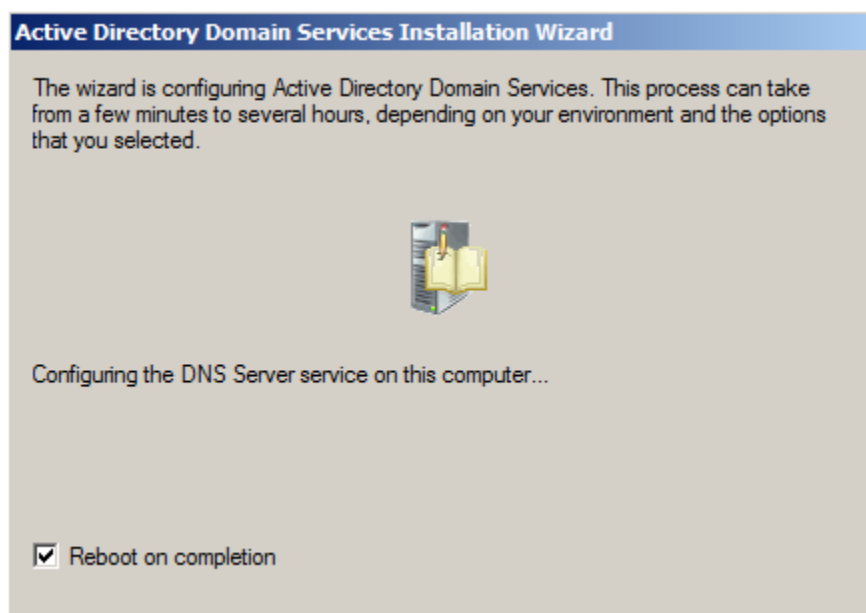 Active Directory Domain Services Installation Wizard
The wizard is configuring Active Directory Domain Services. This process can take
from a few minutes to several hours, depending on your environment and the options
that you selected.
Configuring the DNS Server service on this computer...
Reboot on completion